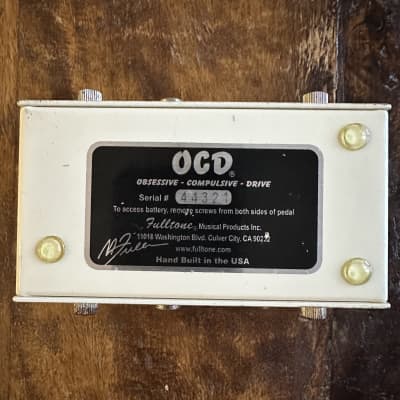 OCD®
OBSESSIVE - COMPULSIVE - DRIVE
Serial # 44321
To access battery, remove screws from both sides of pedal
Fulltone® Musical Products Inc.
11018 Washington Blvd. Culver City, CA 90232
www.fulltone.com
Hand Built in the USA